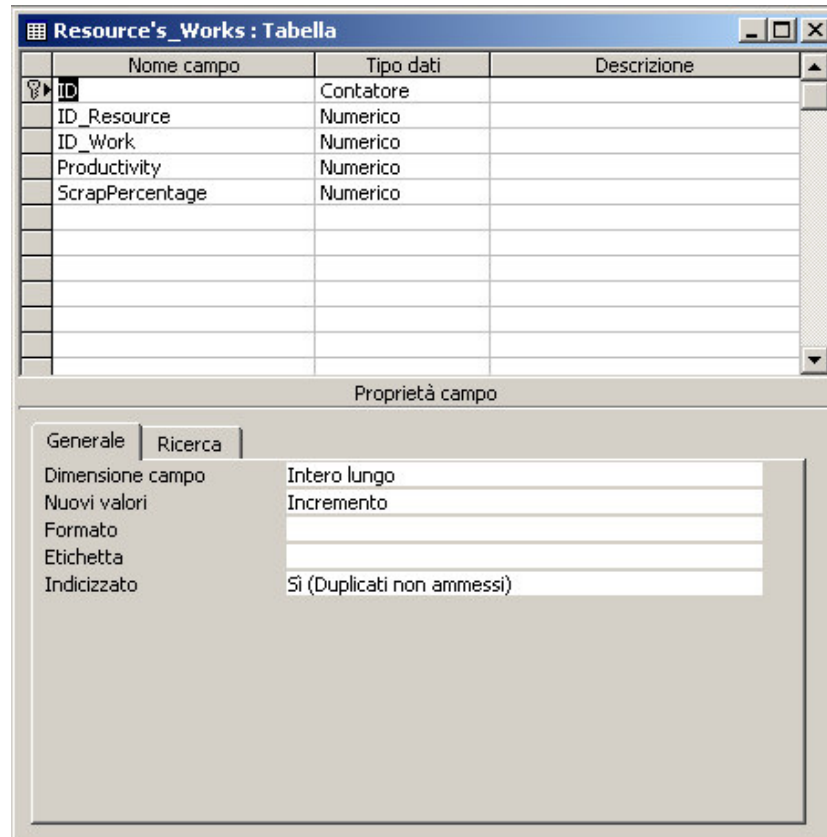 Resource's_Works : Tabella
Nome campo Tipo dati Descrizione
ID Contatore
ID_Resource Numerico
ID_Work Numerico
Productivity Numerico
ScrapPercentage Numerico
Proprietà campo
Generale Ricerca
Dimensione campo Intero lungo
Nuovi valori Incremento
Formato
Etichetta
Indicizzato Sì (Duplicati non ammessi)